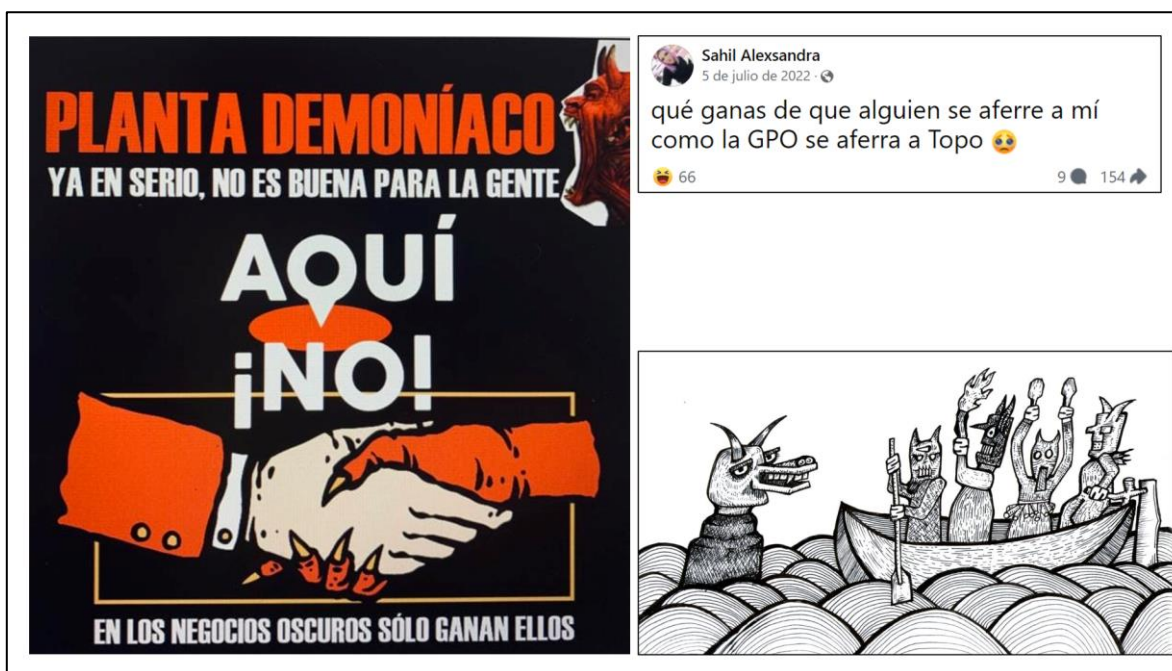 PLANTA DEMONÍACO
YA EN SERIO, NO ES BUENA PARA LA GENTE
AQUÍ
¡NO!
EN LOS NEGOCIOS OSCUROS SÓLO GANAN ELLOS
Sahil Alexsandra
5 de julio de 2022 ·
qué ganas de que alguien se aferre a mí
como la GPO se aferra a Topo 🥹
66
9 154